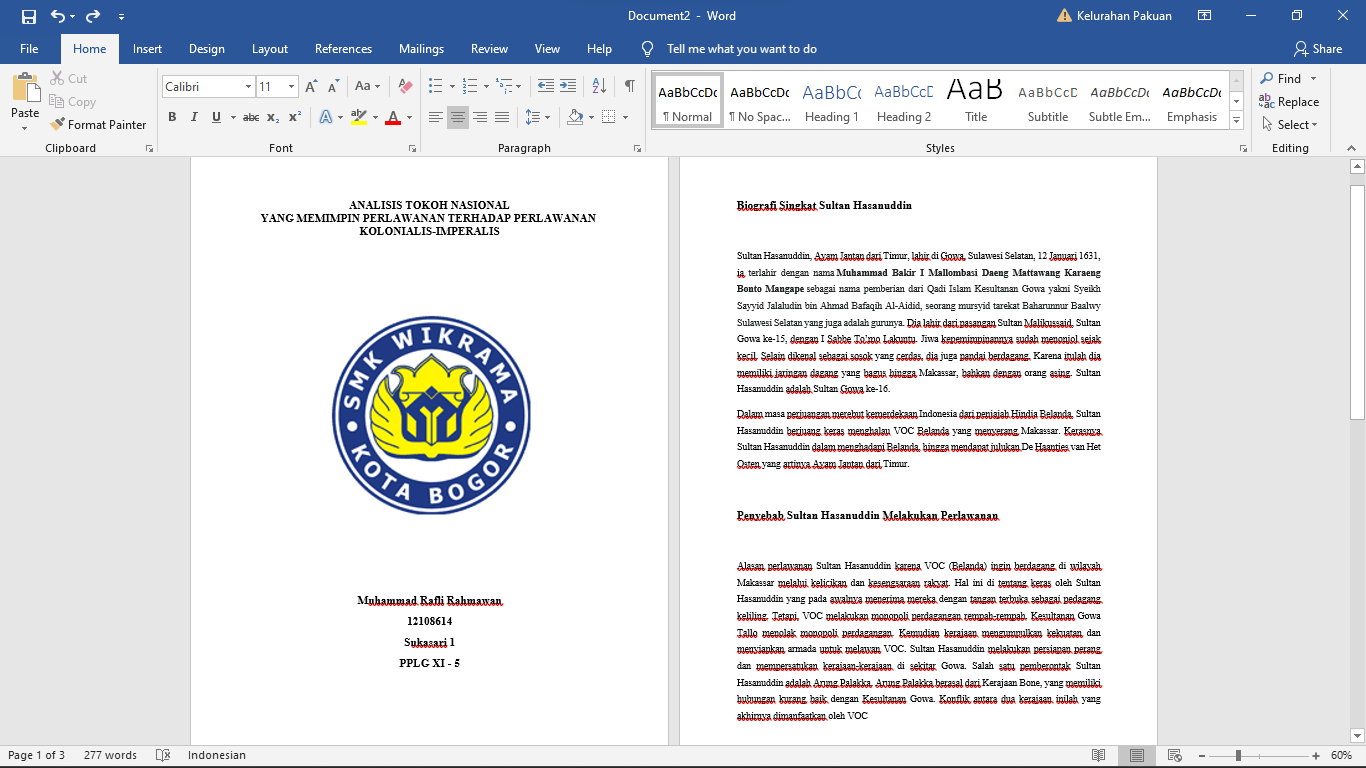 Document2 - Word
Kelurahan Pakuan
File Home Insert Design Layout References Mailings Review View Help Tell me what you want to do Share
Paste
Cut
Copy
Format Painter
Clipboard
Calibri 11
B I U abc x₂ x²
Font
Paragraph
AaBbCcDc ¶ Normal
AaBbCcDc ¶ No Spac...
AaBbCc Heading 1
AaBbCcD Heading 2
AaB Title
AaBbCcD Subtitle
AaBbCcDc Subtle Em...
AaBbCcDc Emphasis
Styles
Find
Replace
Select
Editing
ANALISIS TOKOH NASIONAL
YANG MEMIMPIN PERLAWANAN TERHADAP PERLAWANAN
KOLONIALIS-IMPERALIS
SMK WIKRAMA
KOTA BOGOR
Muhammad Rafli Rahmawan
12108614
Sukasari 1
PPLG XI - 5
Biografi Singkat Sultan Hasanuddin
Sultan Hasanuddin, Ayam Jantan dari Timur, lahir di Gowa, Sulawesi Selatan, 12 Januari 1631,
ia terlahir dengan nama Muhammad Bakir I Mallombasi Daeng Mattawang Karaeng
Bonto Mangape sebagai nama pemberian dari Qadi Islam Kesultanan Gowa yakni Syeikh
Sayyid Jalaludin bin Ahmad Bafaqih Al-Aidid, seorang mursyid tarekat Baharunnur Baalwy
Sulawesi Selatan yang juga adalah gurunya. Dia lahir dari pasangan Sultan Malikussaid, Sultan
Gowa ke-15, dengan I Sabbe To’mo Lakuntu. Jiwa kepemimpinannya sudah menonjol sejak
kecil. Selain dikenal sebagai sosok yang cerdas, dia juga pandai berdagang. Karena itulah dia
memiliki jaringan dagang yang bagus hingga Makassar, bahkan dengan orang asing. Sultan
Hasanuddin adalah Sultan Gowa ke-16.
Dalam masa perjuangan merebut kemerdekaan Indonesia dari penjajah Hindia Belanda, Sultan
Hasanuddin berjuang keras menghalau VOC Belanda yang menyerang Makassar. Kerasnya
Sultan Hasanuddin dalam menghadapi Belanda, hingga mendapat julukan De Haantjes van Het
Osten yang artinya Ayam Jantan dari Timur.
Penyebab Sultan Hasanuddin Melakukan Perlawanan
Alasan perlawanan Sultan Hasanuddin karena VOC (Belanda) ingin berdagang di wilayah
Makassar melalui kelicikan dan kesengsaraan rakyat. Hal ini di tentang keras oleh Sultan
Hasanuddin yang pada awalnya menerima mereka dengan tangan terbuka sebagai pedagang
keliling. Tetapi, VOC melakukan monopoli perdagangan rempah-rempah. Kesultanan Gowa
Tallo menolak monopoli perdagangan. Kemudian kerajaan mengumpulkan kekuatan dan
menyiapkan armada untuk melawan VOC. Sultan Hasanuddin melakukan persiapan perang
dan mempersatukan kerajaan-kerajaan di sekitar Gowa. Salah satu pemberontak Sultan
Hasanuddin adalah Arung Palakka. Arung Palakka berasal dari Kerajaan Bone, yang memiliki
hubungan kurang baik dengan Kesultanan Gowa. Konflik antara dua kerajaan inilah yang
akhirnya dimanfaatkan oleh VOC
Page 1 of 3 277 words Indonesian 60%